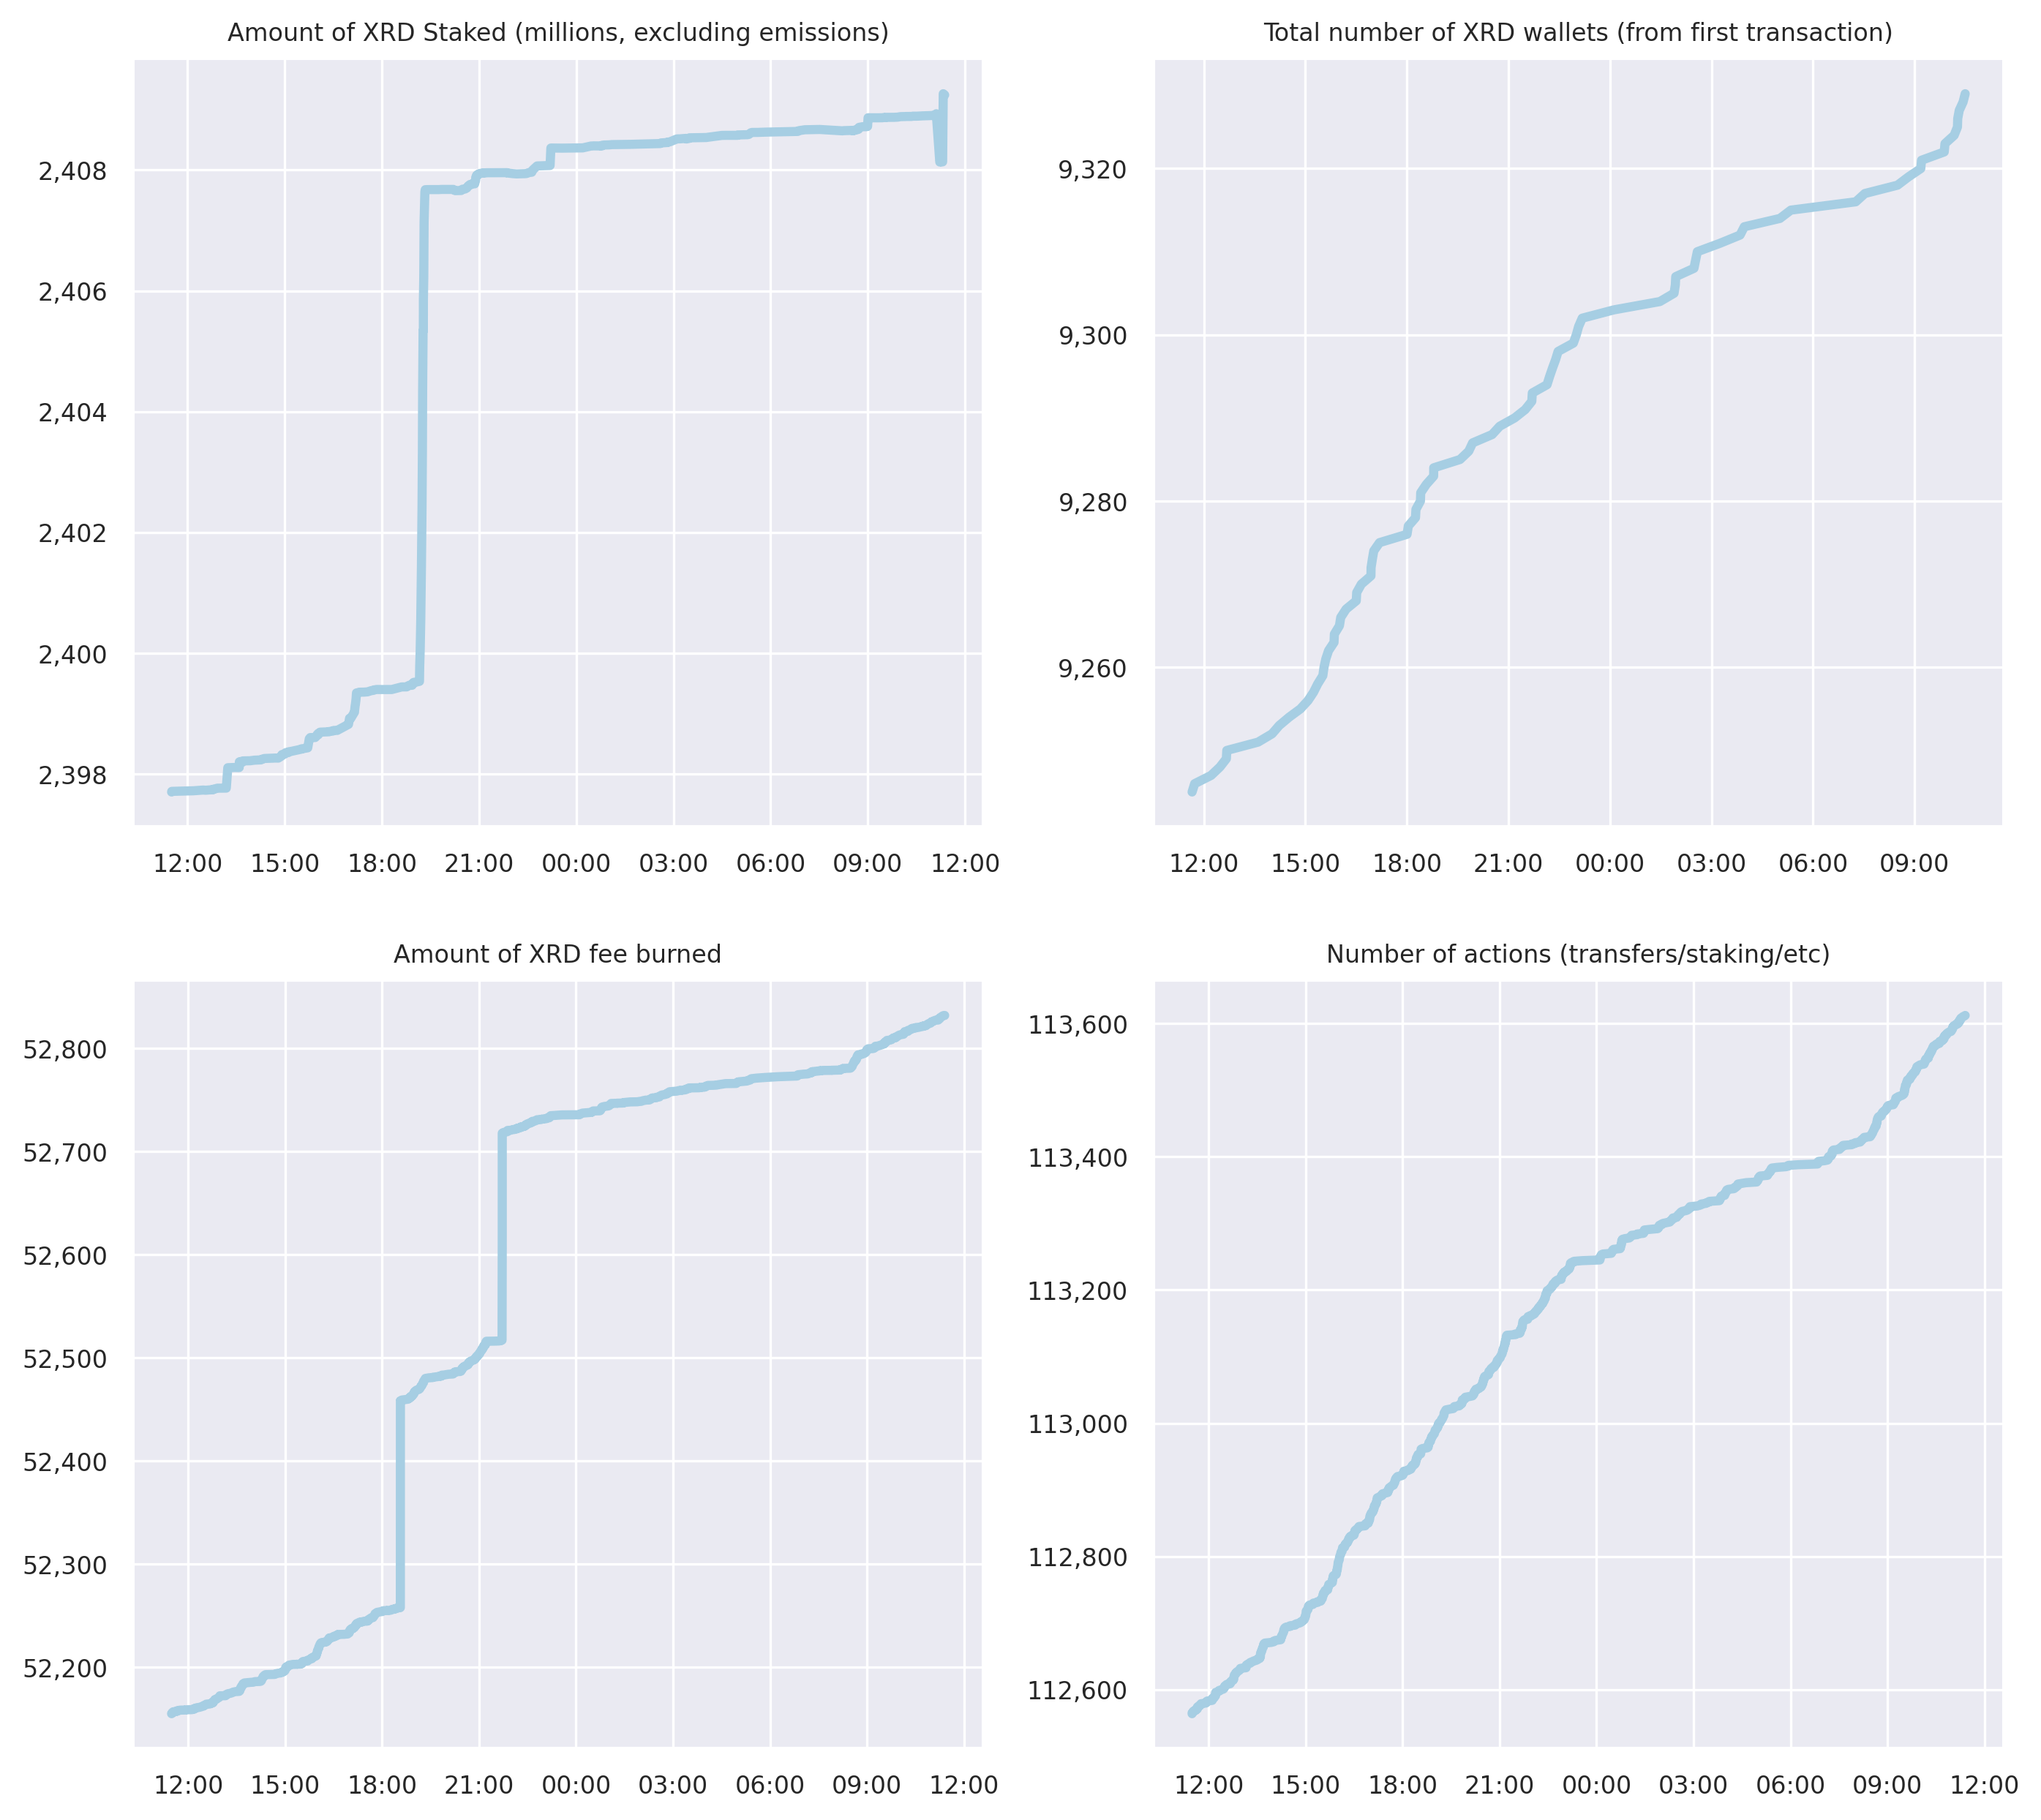 Amount of XRD Staked (millions, excluding emissions)
2,408
2,406
2,404
2,402
2,400
2,398
12:00 15:00 18:00 21:00 00:00 03:00 06:00 09:00 12:00
Total number of XRD wallets (from first transaction)
9,320
9,300
9,280
9,260
12:00 15:00 18:00 21:00 00:00 03:00 06:00 09:00
Amount of XRD fee burned
52,800
52,700
52,600
52,500
52,400
52,300
52,200
12:00 15:00 18:00 21:00 00:00 03:00 06:00 09:00 12:00
Number of actions (transfers/staking/etc)
113,600
113,400
113,200
113,000
112,800
112,600
12:00 15:00 18:00 21:00 00:00 03:00 06:00 09:00 12:00